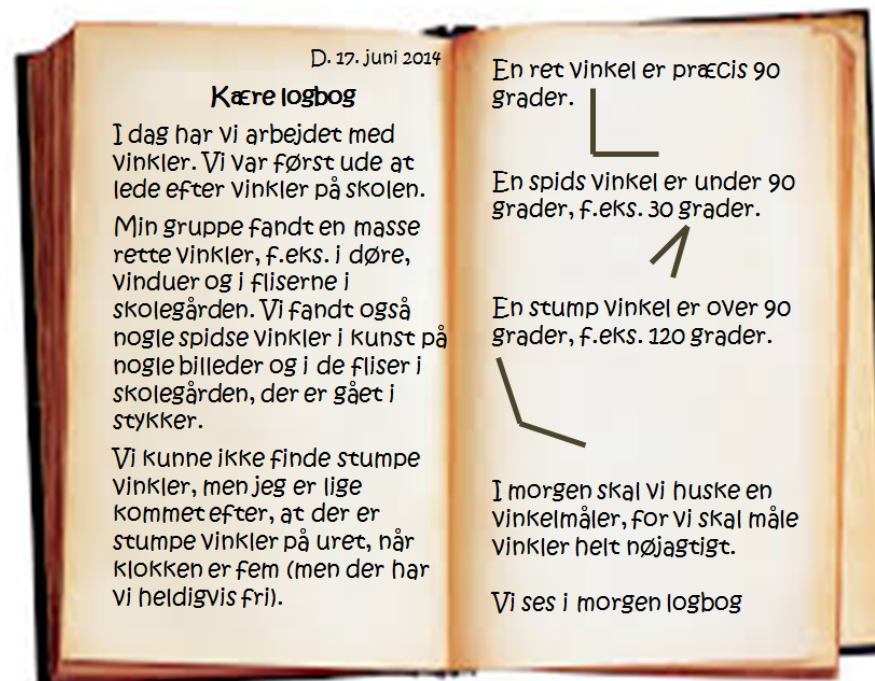 D. 17. juni 2014
Kære logbog
I dag har vi arbejdet med
vinkler. Vi var først ude at
lede efter vinkler på skolen.
Min gruppe fandt en masse
rette vinkler, f.eks. i døre,
vinduer og i fliserne i
skolegården. Vi fandt også
nogle spidse vinkler i kunst på
nogle billeder og i de fliser i
skolegården, der er gået i
stykker.
Vi kunne ikke finde stumpe
vinkler, men jeg er lige
kommet efter, at der er
stumpe vinkler på uret, når
klokken er fem (men der har
vi heldigvis fri).
En ret vinkel er præcis 90
grader.
En spids vinkel er under 90
grader, f.eks. 30 grader.
En stump vinkel er over 90
grader, f.eks. 120 grader.
I morgen skal vi huske en
vinkelmåler, for vi skal måle
vinkler helt nøjagtigt.
Vi ses i morgen logbog